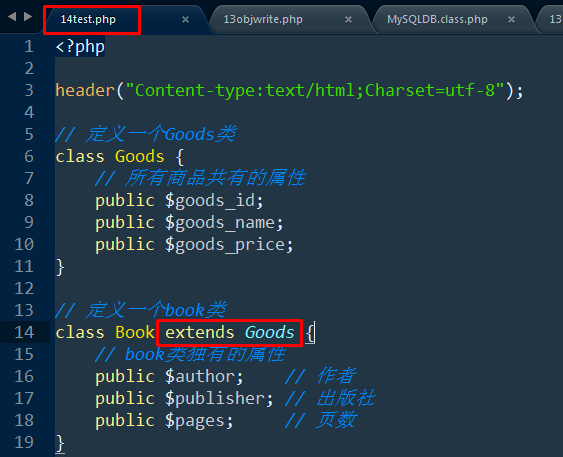 14test.php × 13objwrite.php × MySQLDB.class.php × 13
1 <?php
2
3 header("Content-type:text/html;Charset=utf-8");
4
5 // 定义一个Goods类
6 class Goods {
7 // 所有商品共有的属性
8 public $goods_id;
9 public $goods_name;
10 public $goods_price;
11 }
12
13 // 定义一个book类
14 class Book extends Goods {
15 // book类独有的属性
16 public $author; // 作者
17 public $publisher; // 出版社
18 public $pages; // 页数
19 }